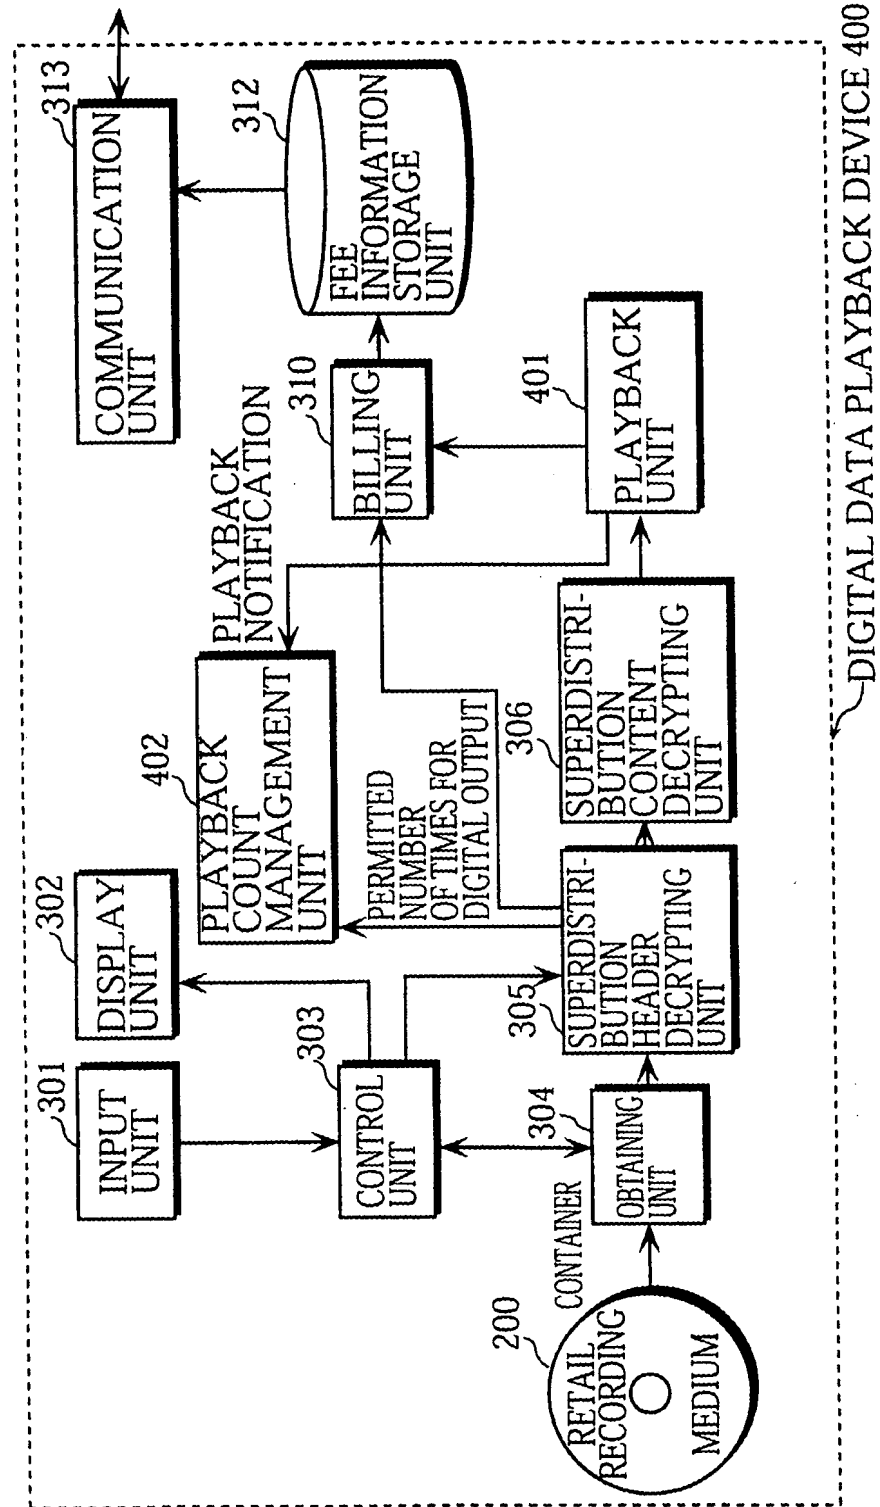 301
INPUT
UNIT
302
DISPLAY
UNIT
313
COMMUNICATION
UNIT
402
PLAYBACK
COUNT
MANAGEMENT
UNIT
PLAYBACK
NOTIFICATION
312
FEE
INFORMATION
STORAGE
UNIT
303
CONTROL
UNIT
PERMITTED
NUMBER
OF TIMES FOR
DIGITAL OUTPUT
310
BILLING
UNIT
200
RETAIL
RECORDING
MEDIUM
CONTAINER
304
OBTAINING
UNIT
305
SUPERDISTRI-
BUTION
HEADER
DECRYPTING
UNIT
306
SUPERDISTRI-
BUTION
CONTENT
DECRYPTING
UNIT
401
PLAYBACK
UNIT
DIGITAL DATA PLAYBACK DEVICE 400